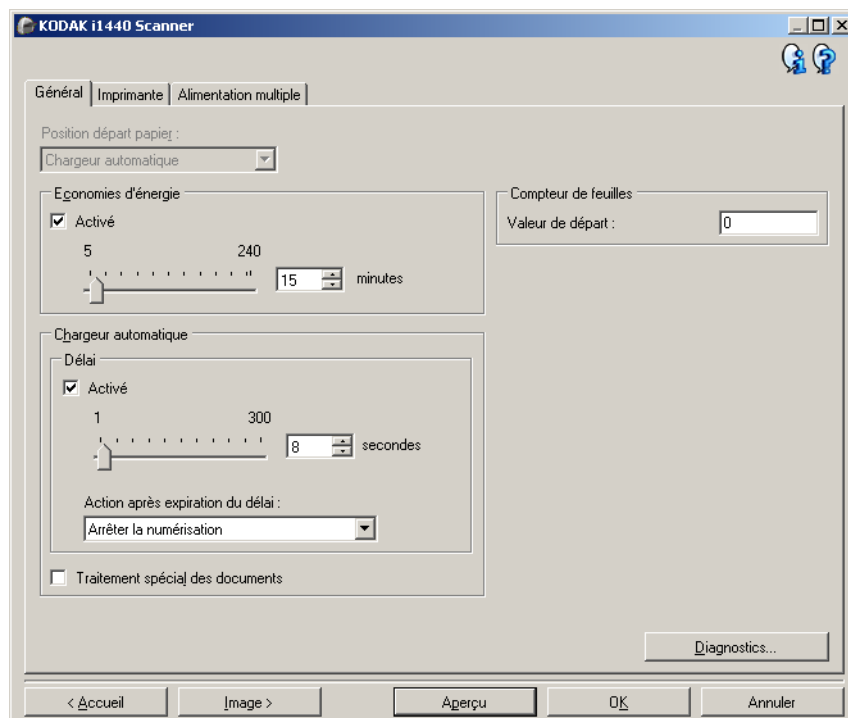 KODAK i1440 Scanner
Général
Imprimante
Alimentation multiple
Position départ papier :
Chargeur automatique
Economies d'énergie
Activé
5 240
15 minutes
Compteur de feuilles
Valeur de départ : 0
Chargeur automatique
Délai
Activé
1 300
8 secondes
Action après expiration du délai :
Arrêter la numérisation
Traitement spécial des documents
Diagnostics...
< Accueil
Image >
Aperçu
OK
Annuler